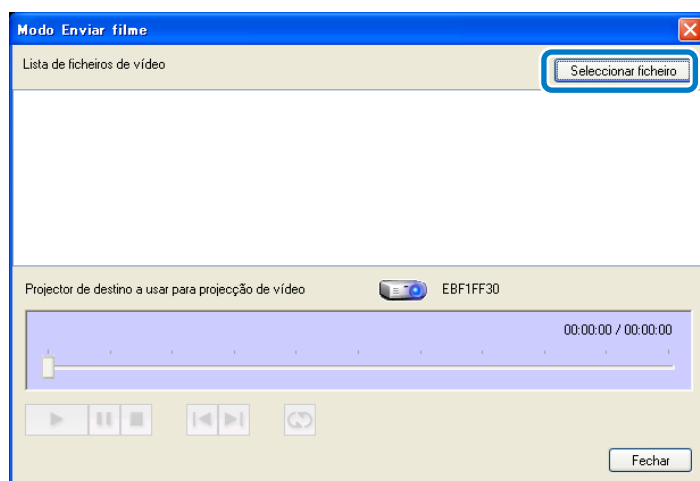 Modo Enviar filme
Lista de ficheiros de vídeo
Seleccionar ficheiro
Projector de destino a usar para projecção de vídeo
EBF1FF30
00:00:00 / 00:00:00
Fechar